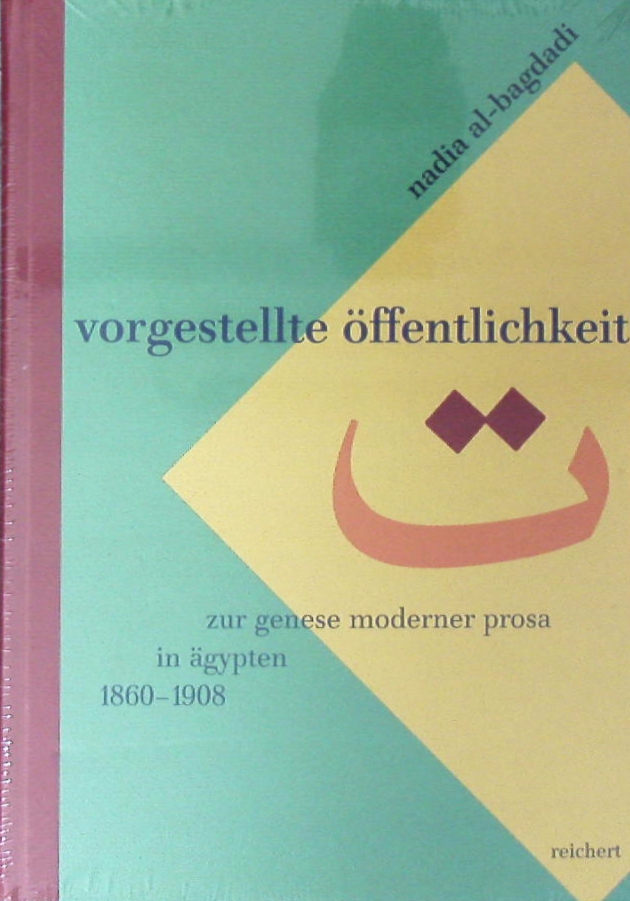 nadia al-bagdadi
vorgestellte öffentlichkeit
ت
zur genese moderner prosa
in ägypten
1860–1908
reichert